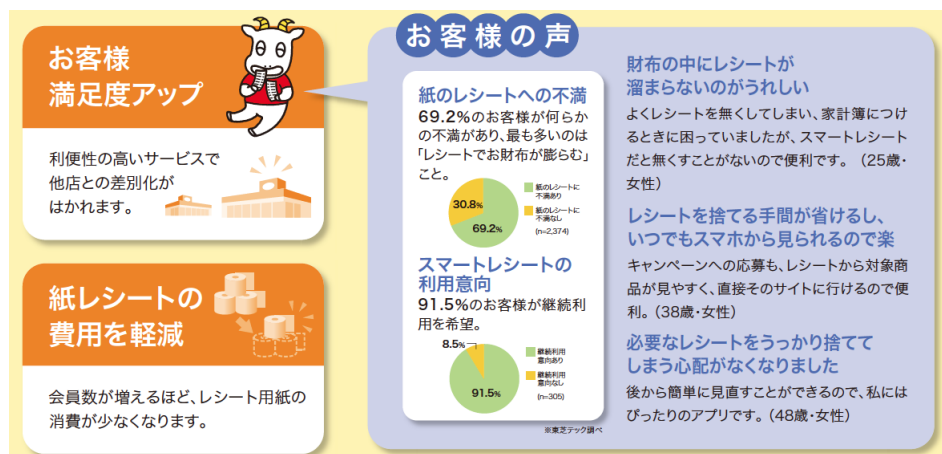 お客様
満足度アップ
利便性の高いサービスで
他店との差別化が
はかれます。
紙レシートの
費用を軽減
会員数が増えるほど、レシート用紙の
消費が少なくなります。
お客様の声
紙のレシートへの不満
69.2%のお客様が何らか
の不満があり、最も多いのは
「レシートでお財布が膨らむ」
こと。
30.8%
69.2%
紙のレシートに
不満あり
紙のレシートに
不満なし
(n=2,374)
スマートレシートの
利用意向
91.5%のお客様が継続利
用を希望。
8.5%
91.5%
継続利用
意向あり
継続利用
意向なし
(n=305)
※東芝テック調べ
財布の中にレシートが
溜まらないのがうれしい
よくレシートを無くしてしまい、家計簿につけ
るときに困っていましたが、スマートレシート
だと無くすことがないので便利です。（25歳・
女性）
レシートを捨てる手間が省けるし、
いつでもスマホから見られるので楽
キャンペーンへの応募も、レシートから対象商
品が見やすく、直接そのサイトに行けるので便
利。（38歳・女性）
必要なレシートをうっかり捨てて
しまう心配がなくなりました
後から簡単に見直すことができるので、私には
ぴったりのアプリです。（48歳・女性）